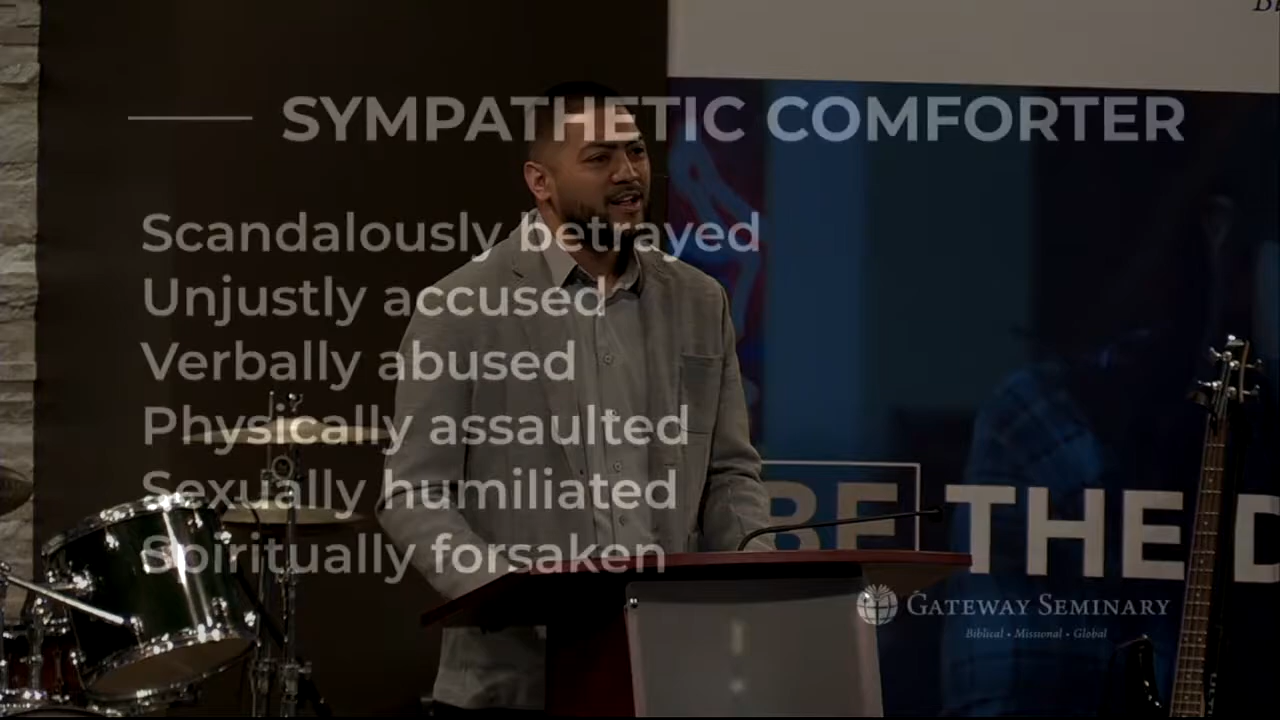 SYMPATHETIC COMFORTER
Scandalously betrayed
Unjustly accused
Verbally abused
Physically assaulted
Sexually humiliated
Spiritually forsaken
BE THE
GATEWAY SEMINARY
Biblical • Missional • Global